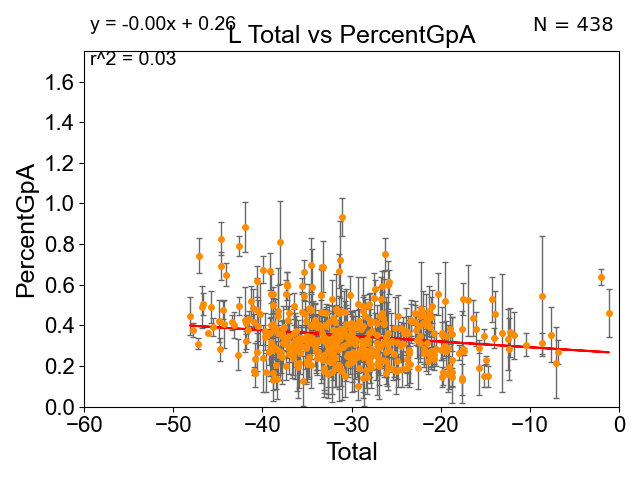 y = -0.00x + 0.26
N = 438
L Total vs PercentGpA
r^2 = 0.03
PercentGpA
1.6
1.4
1.2
1.0
0.8
0.6
0.4
0.2
0.0
−60 −50 −40 −30 −20 −10 0
Total